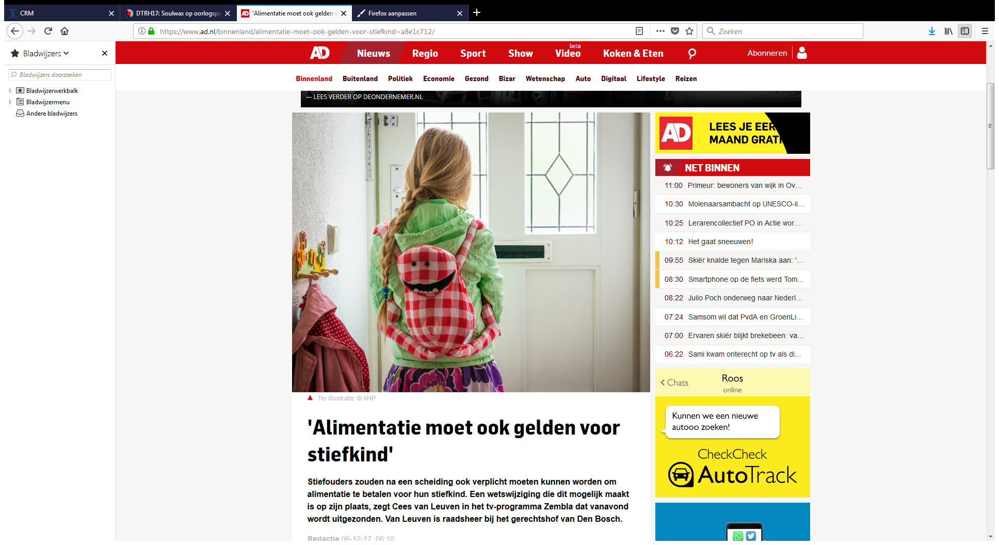 CRM
DTRH17: Soulwax op oorlogspa
'Alimentatie moet ook gelden v
Firefox aanpassen
https://www.ad.nl/binnenland/alimentatie-moet-ook-gelden-voor-stiefkind~a8e1c712/
Zoeken
Bladwijzers
Bladwijzers doorzoeken
Bladwijzerwerkbalk
Bladwijzermenu
Andere bladwijzers
AD
Nieuws
Regio
Sport
Show
Video
beta
Koken & Eten
Abonneren
Binnenland
Buitenland
Politiek
Economie
Gezond
Bizar
Wetenschap
Auto
Digitaal
Lifestyle
Reizen
— LEES VERDER OP DEONDERNEMER.NL
Ter illustratie. © ANP
'Alimentatie moet ook gelden voor
stiefkind'
Stiefouders zouden na een scheiding ook verplicht moeten kunnen worden om
alimentatie te betalen voor hun stiefkind. Een wetswijziging die dit mogelijk maakt
is op zijn plaats, zegt Cees van Leuven in het tv-programma Zembla dat vanavond
wordt uitgezonden. Van Leuven is raadsheer bij het gerechtshof van Den Bosch.
Redactie 06-12-17, 06:10
AD
LEES JE EER
MAAND GRATI
NET BINNEN
11:00 Primeur: bewoners van wijk in Ov...
10:30 Molenaarsambacht op UNESCO-li...
10:25 Lerarencollectief PO in Actie wor...
10:12 Het gaat sneeuwen!
09:55 Skiër knalde tegen Mariska aan: '...
08:30 Smartphone op de fiets werd Tom...
08:22 Julio Poch onderweg naar Nederl...
07:24 Samsom wil dat PvdA en GroenLi...
07:00 Ervaren skiër blijkt brekebeen: va...
06:22 Sami kwam onterecht op tv als di...
Chats
Roos
online
Kunnen we een nieuwe
autooo zoeken!
CheckCheck
AutoTrack